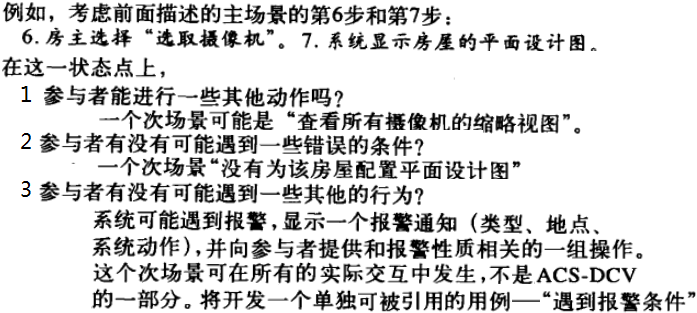 例如，考虑前面描述的主场景的第6步和第7步：
6. 房主选择“选取摄像机”。7. 系统显示房屋的平面设计图。
在这一状态点上，
1 参与者能进行一些其他动作吗？
一个次场景可能是“查看所有摄像机的缩略视图”。
2 参与者有没有可能遇到一些错误的条件？
一个次场景“没有为该房屋配置平面设计图”
3 参与者有没有可能遇到一些其他的行为？
系统可能遇到报警，显示一个报警通知（类型、地点、
系统动作），并向参与者提供和报警性质相关的一组操作。
这个次场景可在所有的实际交互中发生，不是ACS-DCV
的一部分。将开发一个单独可被引用的用例——“遇到报警条件”